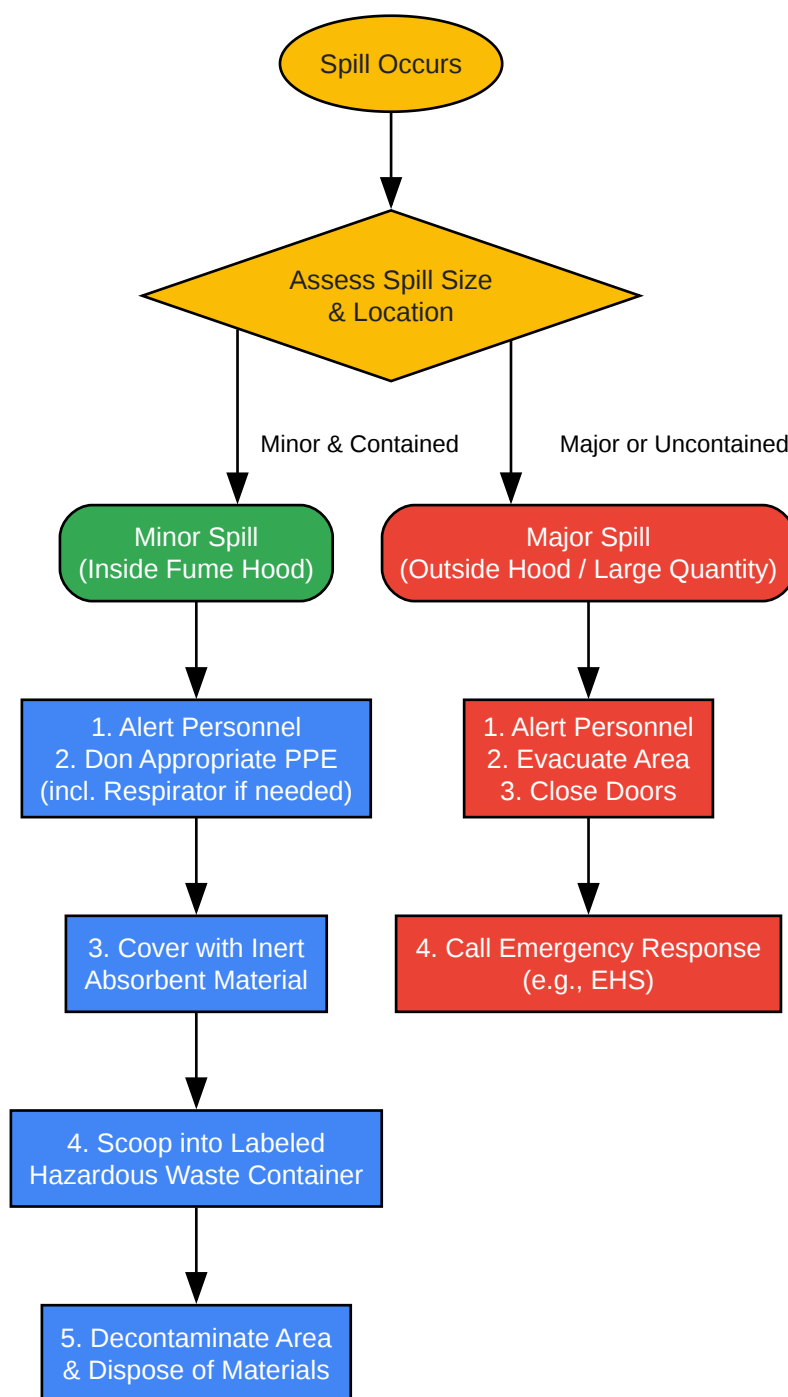 Spill Occurs
Assess Spill Size
& Location
Minor & Contained
Major or Uncontained
Minor Spill
(Inside Fume Hood)
Major Spill
(Outside Hood / Large Quantity)
1. Alert Personnel
2. Don Appropriate PPE
(incl. Respirator if needed)
1. Alert Personnel
2. Evacuate Area
3. Close Doors
3. Cover with Inert
Absorbent Material
4. Call Emergency Response
(e.g., EHS)
4. Scoop into Labeled
Hazardous Waste Container
5. Decontaminate Area
& Dispose of Materials